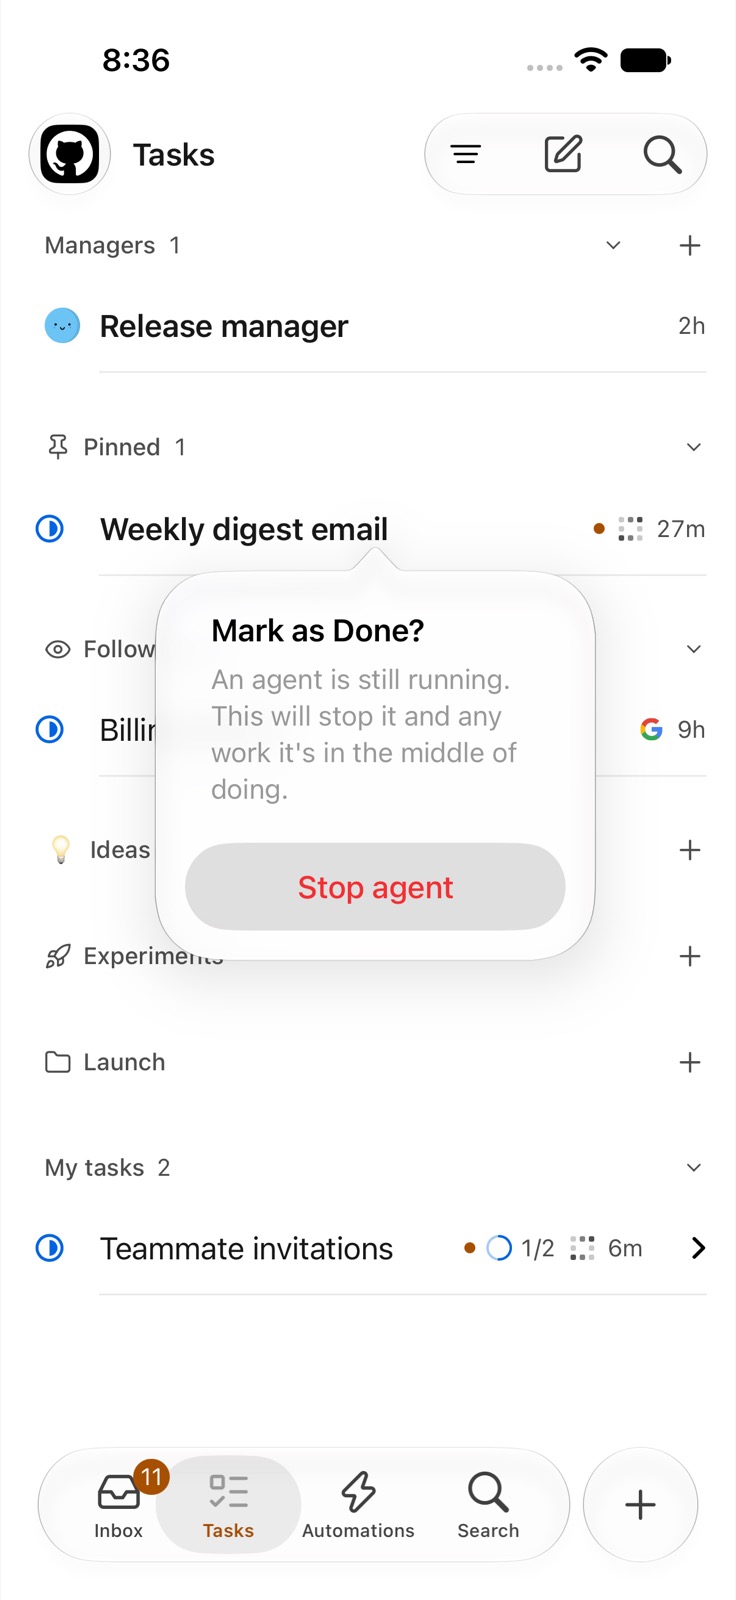 8:36
Tasks
Managers 1
Release manager 2h
Pinned 1
Weekly digest email 27m
Mark as Done?
An agent is still running.
This will stop it and any
work it's in the middle of
doing.
Stop agent
Follow
9h
Ideas
Experiments
Launch
My tasks 2
Teammate invitations 1/2 6m
11
Inbox Tasks Automations Search